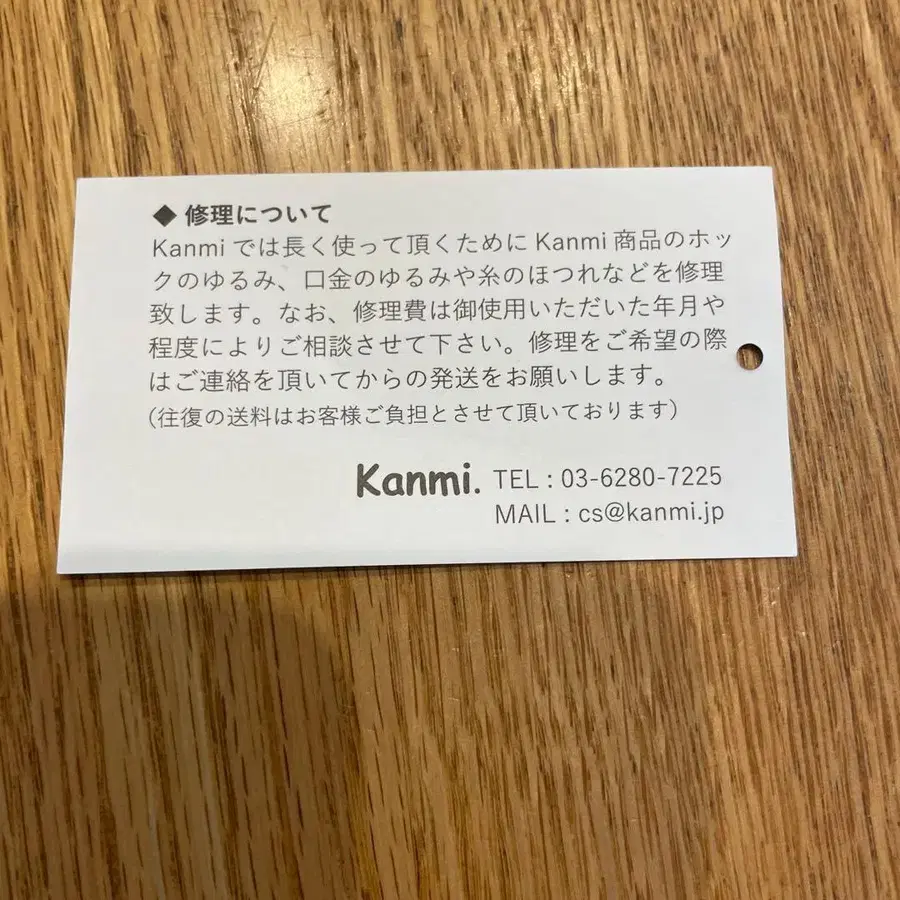 ◆ 修理について
Kanmi では長く使って頂くために Kanmi 商品のホッ
クのゆるみ、口金のゆるみや糸のほつれなどを修理
致します。なお、修理費は御使用いただいた年月や
程度によりご相談させて下さい。修理をご希望の際
はご連絡を頂いてからの発送をお願いします。
（往復の送料はお客様ご負担とさせて頂いております）
Kanmi. TEL : 03-6280-7225
MAIL : cs@kanmi.jp